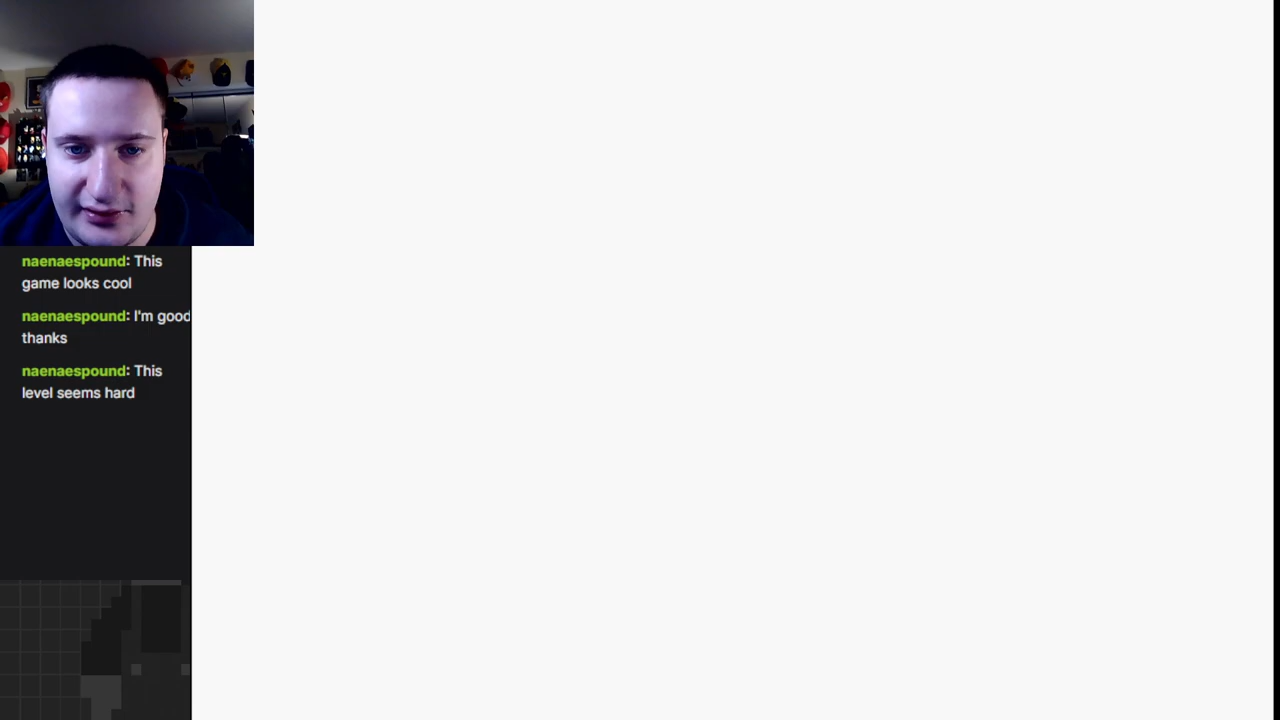 naenaespound: This
game looks cool
naenaespound: I'm good
thanks
naenaespound: This
level seems hard